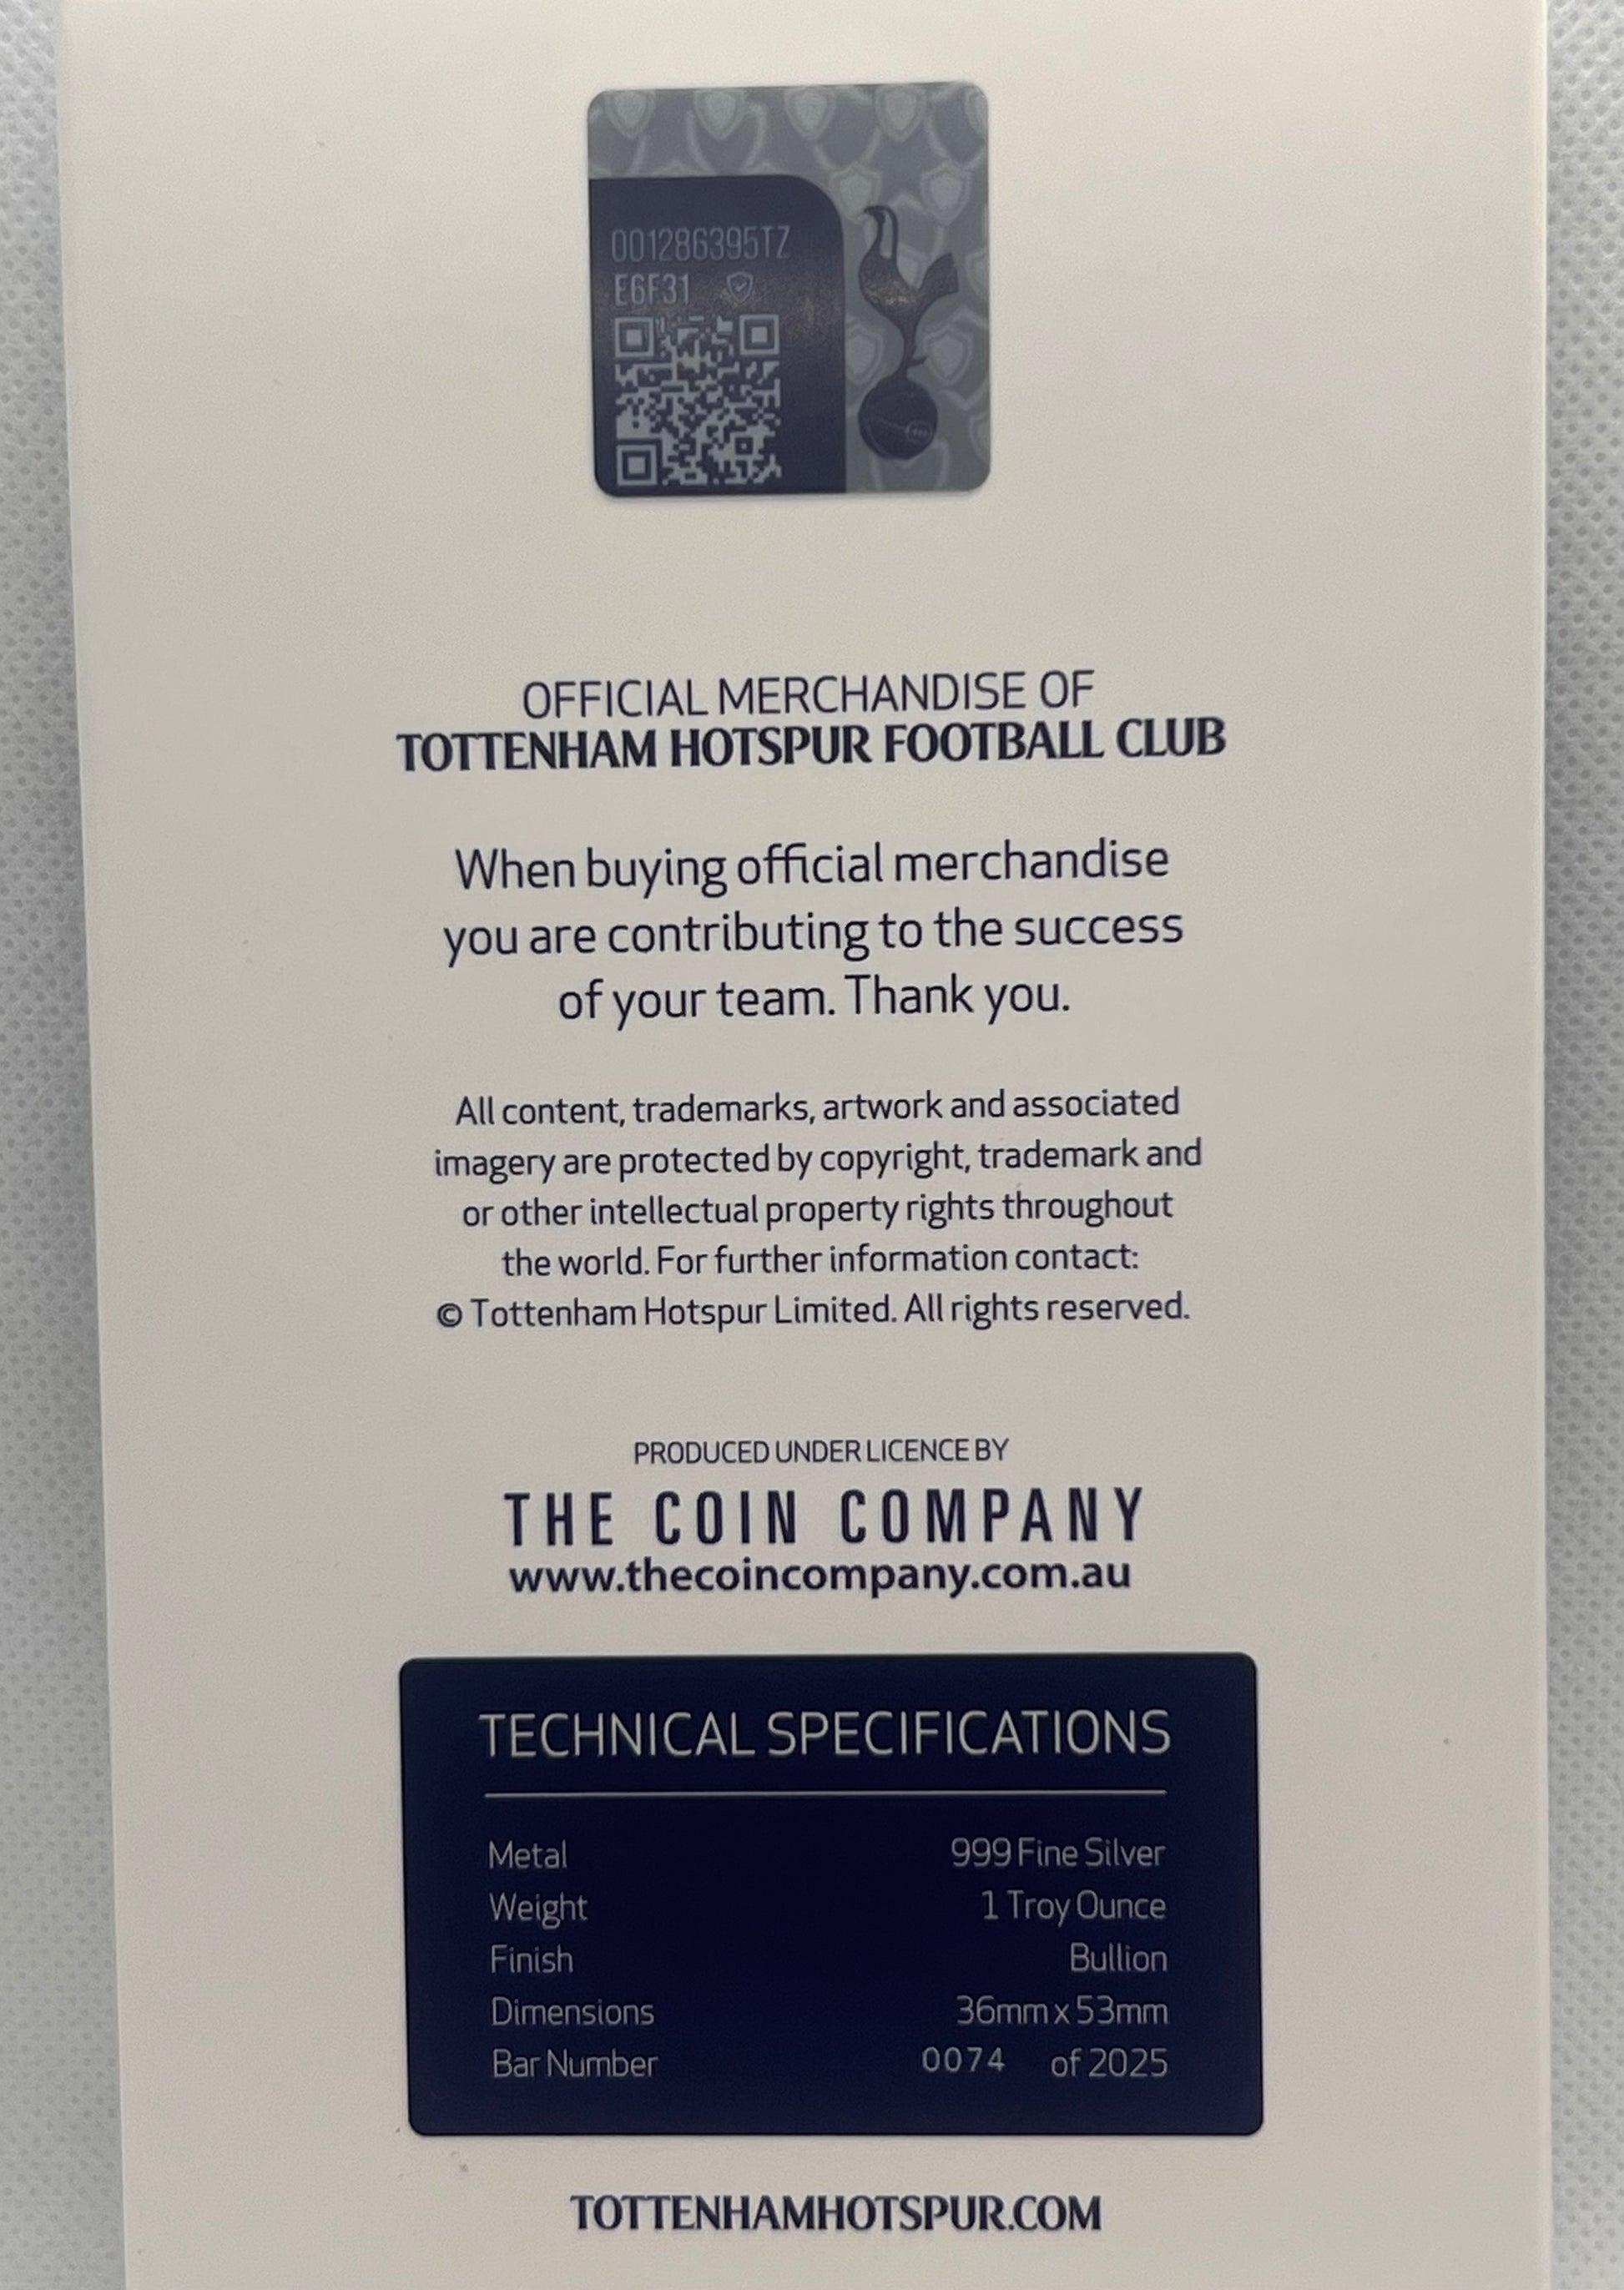 001286395TZ
E6F31
OFFICIAL MERCHANDISE OF
TOTTENHAM HOTSPUR FOOTBALL CLUB
When buying official merchandise
you are contributing to the success
of your team. Thank you.
All content, trademarks, artwork and associated
imagery are protected by copyright, trademark and
or other intellectual property rights throughout
the world. For further information contact:
© Tottenham Hotspur Limited. All rights reserved.
PRODUCED UNDER LICENCE BY
THE COIN COMPANY
www.thecoincompany.com.au
TECHNICAL SPECIFICATIONS
Metal 999 Fine Silver
Weight 1 Troy Ounce
Finish Bullion
Dimensions 36mm x 53mm
Bar Number 0074 of 2025
TOTTENHAMHOTSPUR.COM